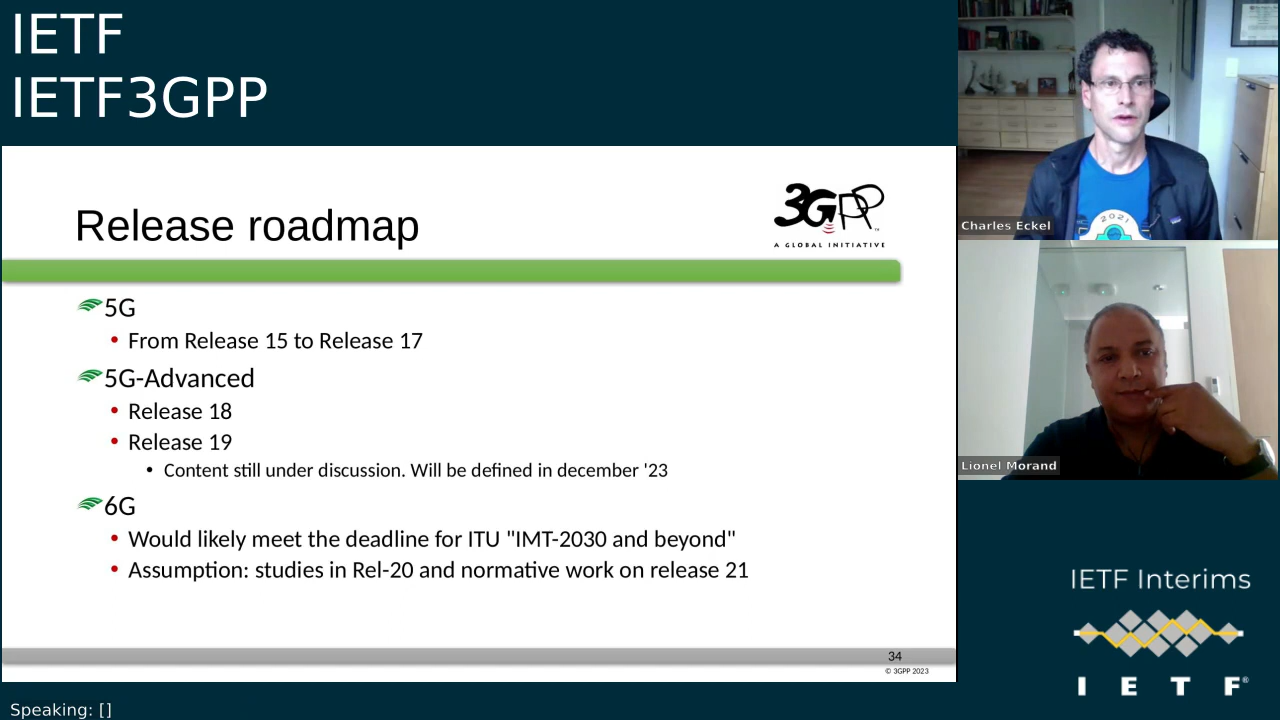 IETF
IETF3GPP
Release roadmap
3GPP
™
A GLOBAL INITIATIVE
5G
• From Release 15 to Release 17
5G-Advanced
• Release 18
• Release 19
• Content still under discussion. Will be defined in december '23
6G
• Would likely meet the deadline for ITU "IMT-2030 and beyond"
• Assumption: studies in Rel-20 and normative work on release 21
34
© 3GPP 2023
Speaking: []
2021
Charles Eckel
Lionel Morand
IETF Interims
I E T F®